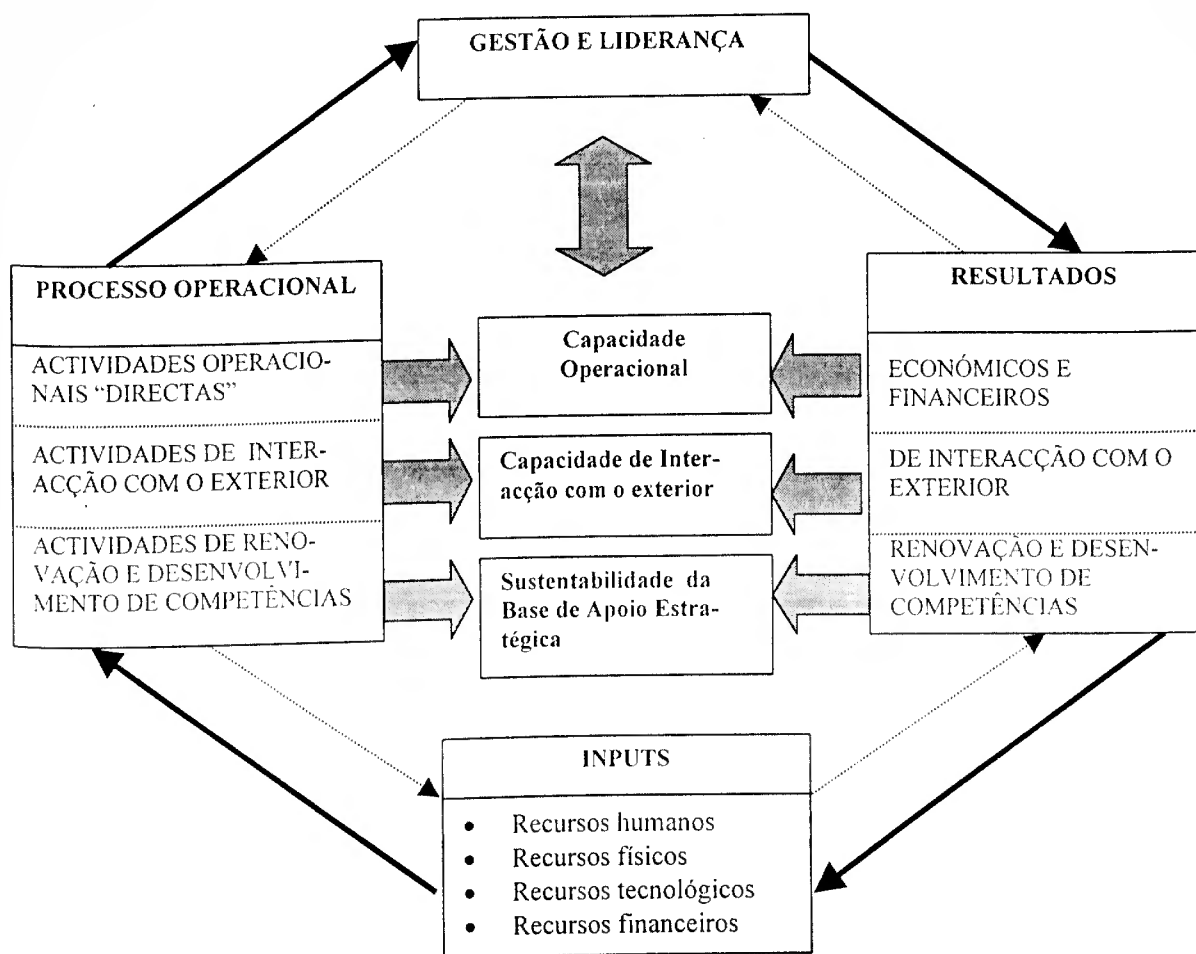 GESTÃO E LIDERANÇA
PROCESSO OPERACIONAL
ACTIVIDADES OPERACIO-
NAIS “DIRECTAS”
ACTIVIDADES DE INTER-
ACÇÃO COM O EXTERIOR
ACTIVIDADES DE RENO-
VAÇÃO E DESENVOLVI-
MENTO DE COMPETÊNCIAS
Capacidade
Operacional
Capacidade de Inter-
acção com o exterior
Sustentabilidade da
Base de Apoio Estra-
tégica
RESULTADOS
ECONÓMICOS E
FINANCEIROS
DE INTERACÇÃO COM O
EXTERIOR
RENOVAÇÃO E DESEN-
VOLVIMENTO DE
COMPETÊNCIAS
INPUTS
• Recursos humanos
• Recursos físicos
• Recursos tecnológicos
• Recursos financeiros